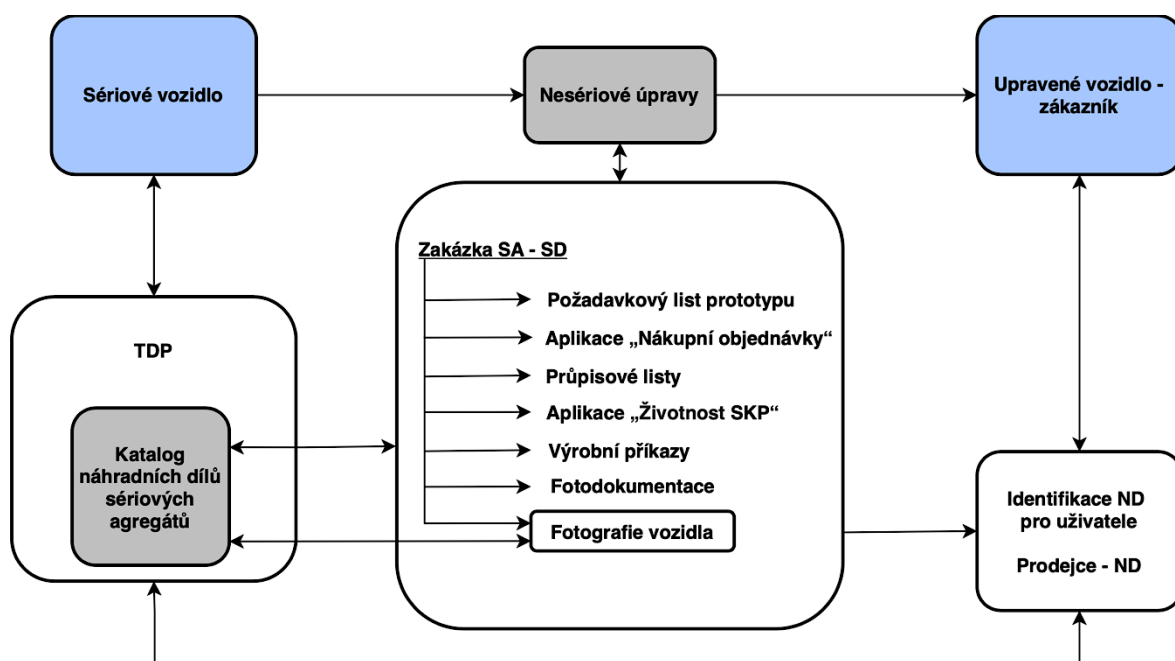 Sériové vozidlo
Nesériové úpravy
Upravené vozidlo -
zákazník
TDP
Katalog
náhradních dílů
sériových
agregátů
Zakázka SA - SD
Požadavkový list prototypu
Aplikace „Nákupní objednávky“
Průpisové listy
Aplikace „Životnost SKP“
Výrobní příkazy
Fotodokumentace
Fotografie vozidla
Identifikace ND
pro uživatele
Prodejce - ND